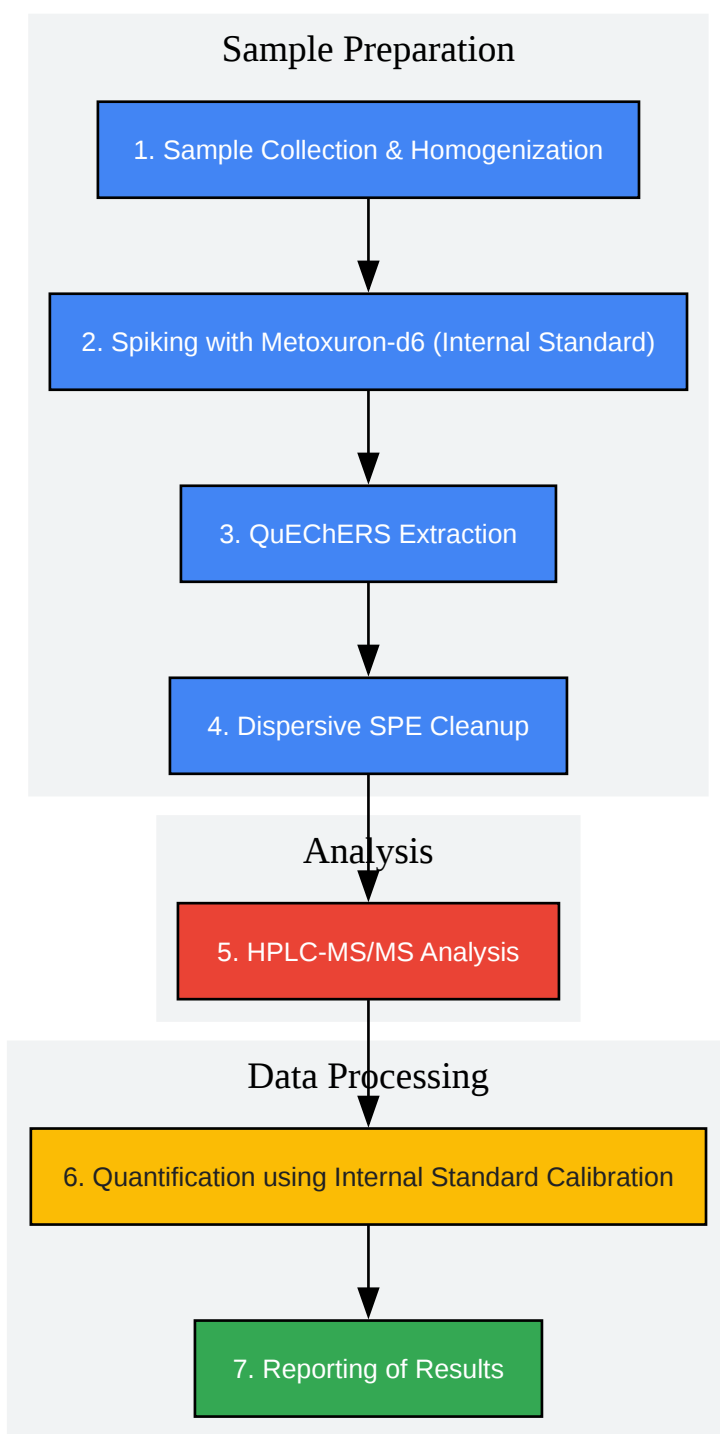 Sample Preparation
1. Sample Collection & Homogenization
2. Spiking with Metoxuron-d6 (Internal Standard)
3. QuEChERS Extraction
4. Dispersive SPE Cleanup
Analysis
5. HPLC-MS/MS Analysis
Data Processing
6. Quantification using Internal Standard Calibration
7. Reporting of Results